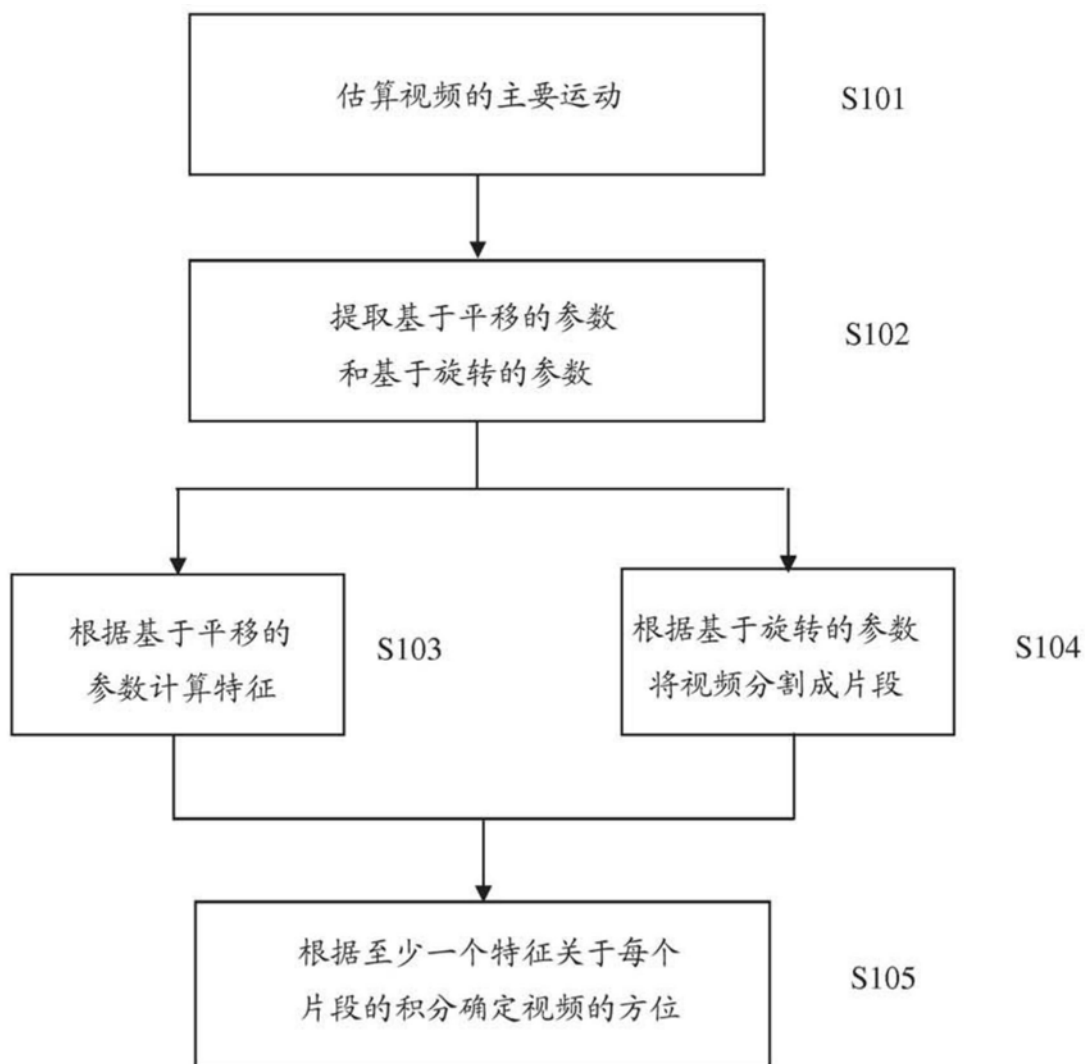 估算视频的主要运动
S101
提取基于平移的参数
和基于旋转的参数
S102
根据基于平移的
参数计算特征
S103
根据基于旋转的参数
将视频分割成片段
S104
根据至少一个特征关于每个
片段的积分确定视频的方位
S105